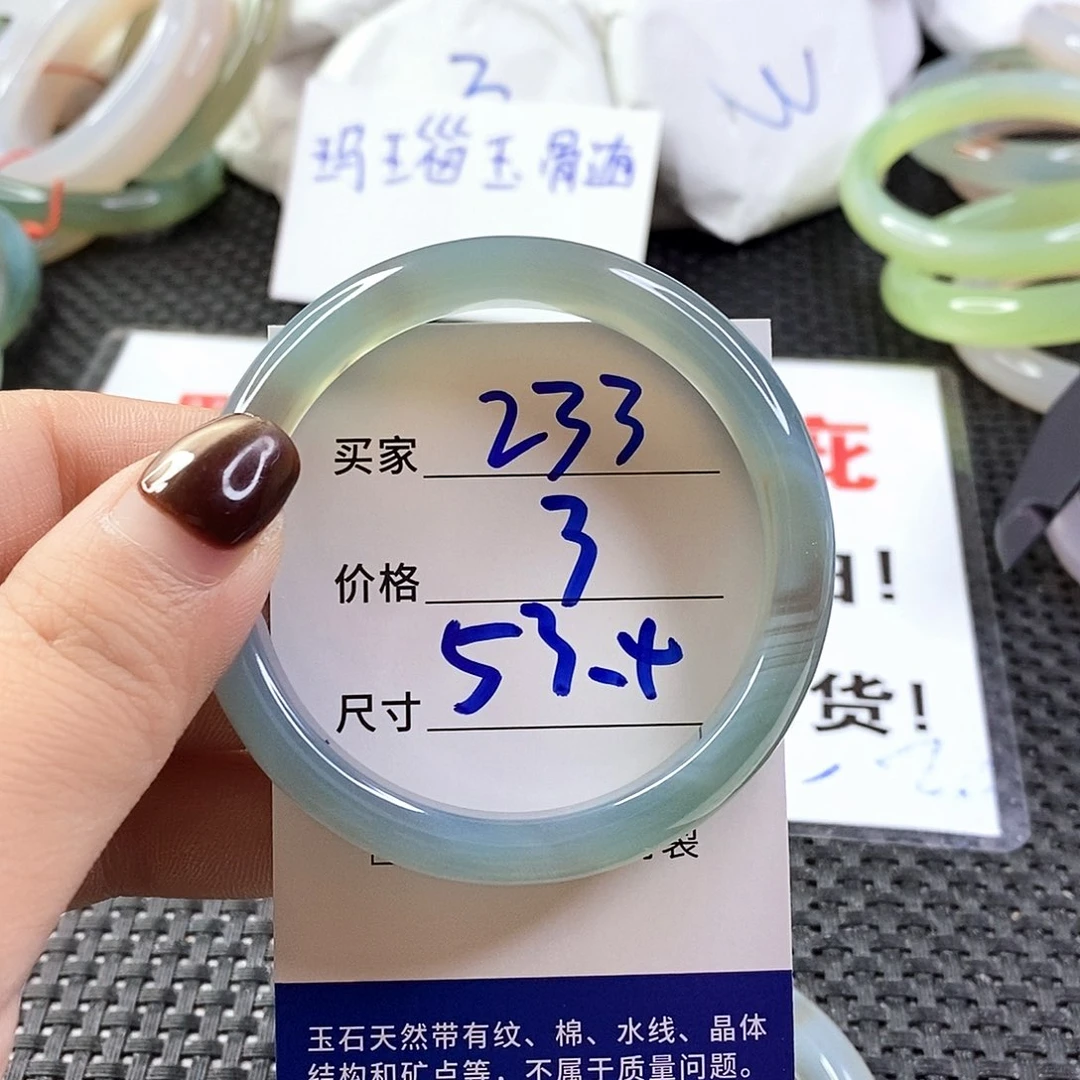 3
W
玛瑙玉骨髓
买家 233
价格 3
尺寸 53.4
!
货!
玉石天然带有纹、棉、水线、晶体
结构和矿点等，不属于质量问题。